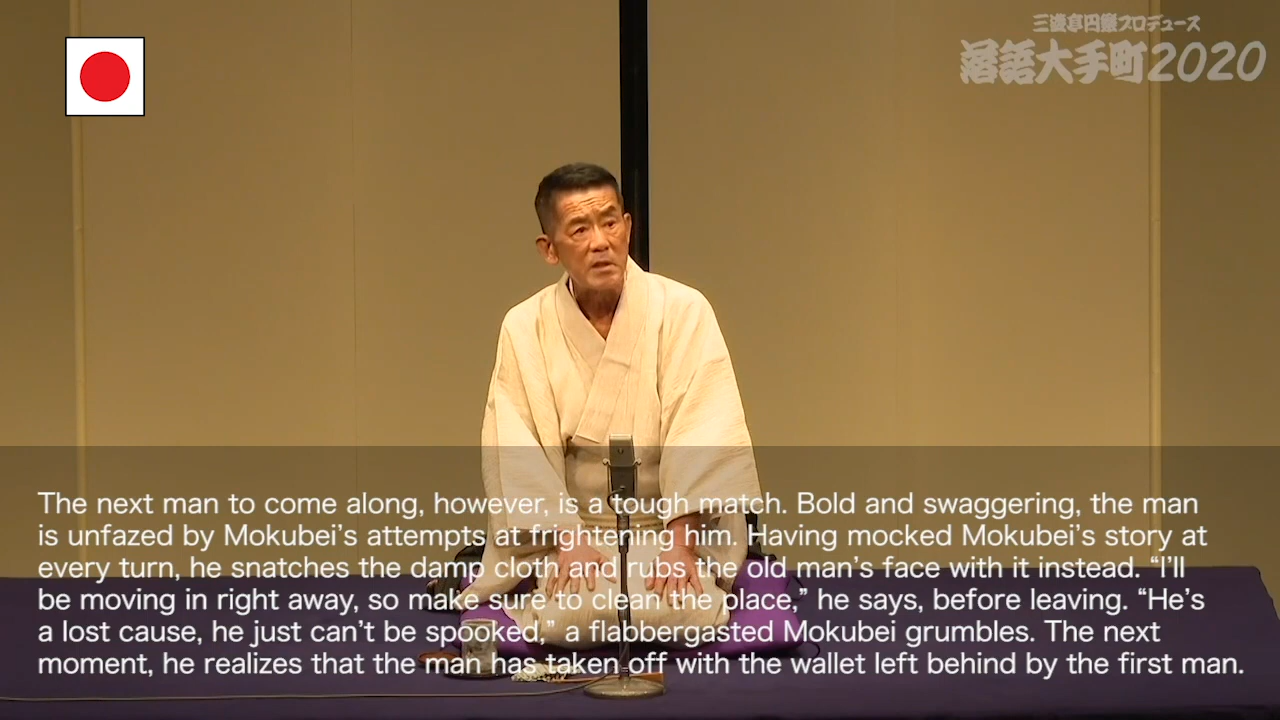 三遊亭円楽プロデュース
落語大手町2020
The next man to come along, however, is a tough match. Bold and swaggering, the man
is unfazed by Mokubei’s attempts at frightening him. Having mocked Mokubei’s story at
every turn, he snatches the damp cloth and rubs the old man’s face with it instead. “I’ll
be moving in right away, so make sure to clean the place,” he says, before leaving. “He’s
a lost cause, he just can’t be spooked,” a flabbergasted Mokubei grumbles. The next
moment, he realizes that the man has taken off with the wallet left behind by the first man.